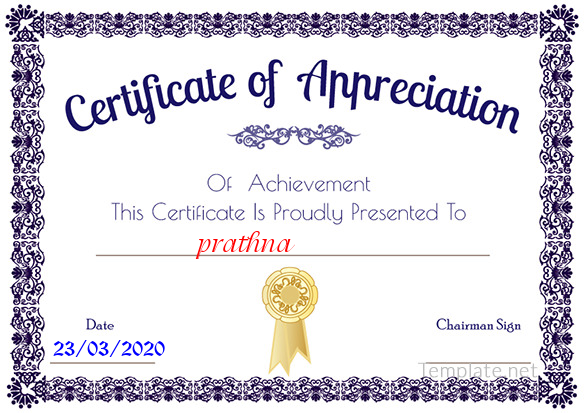 Certificate of Appreciation
Of Achievement
This Certificate Is Proudly Presented To
prathna
Date
Chairman Sign
23/03/2020
Template.net